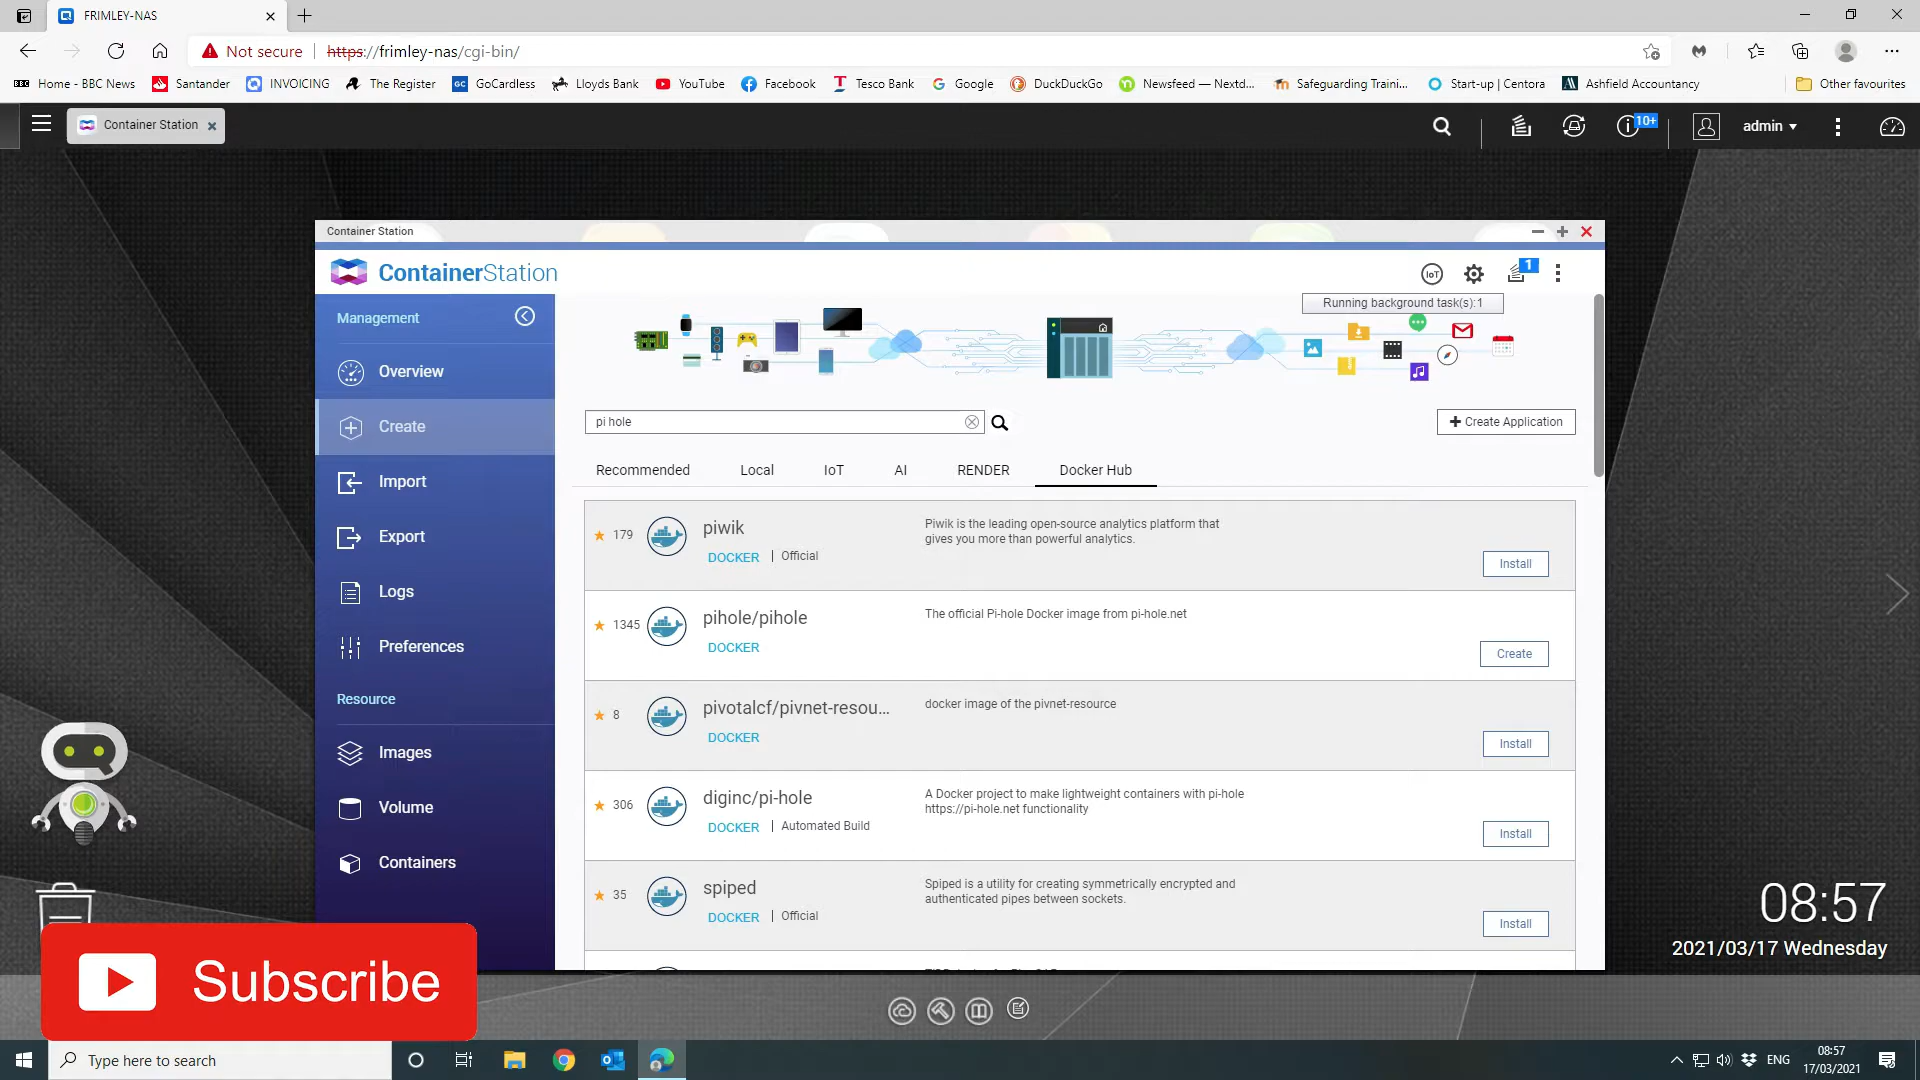 FRIMLEY-NAS
Not secure
https://frimley-nas/cgi-bin/
Home - BBC News
Santander
INVOICING
The Register
GC
GoCardless
Lloyds Bank
YouTube
Facebook
Tesco Bank
Google
DuckDuckGo
Newsfeed — Nextd...
Safeguarding Traini...
Start-up | Centora
Ashfield Accountancy
Other favourites
Container Station
10+
admin
Container Station
ContainerStation
IoT
1
Running background task(s):1
Management
Overview
Create
Import
Export
Logs
Preferences
Resource
Images
Volume
Containers
pi hole
+ Create Application
Recommended
Local
IoT
AI
RENDER
Docker Hub
179
piwik
DOCKER | Official
Piwik is the leading open-source analytics platform that
gives you more than powerful analytics.
Install
1345
pihole/pihole
DOCKER
The official Pi-hole Docker image from pi-hole.net
Create
8
pivotalcf/pivnet-resou...
DOCKER
docker image of the pivnet-resource
Install
306
diginc/pi-hole
DOCKER | Automated Build
A Docker project to make lightweight containers with pi-hole
https://pi-hole.net functionality
Install
35
spiped
DOCKER | Official
Spiped is a utility for creating symmetrically encrypted and
authenticated pipes between sockets.
Install
08:57
2021/03/17 Wednesday
Subscribe
Type here to search
ENG
08:57
17/03/2021